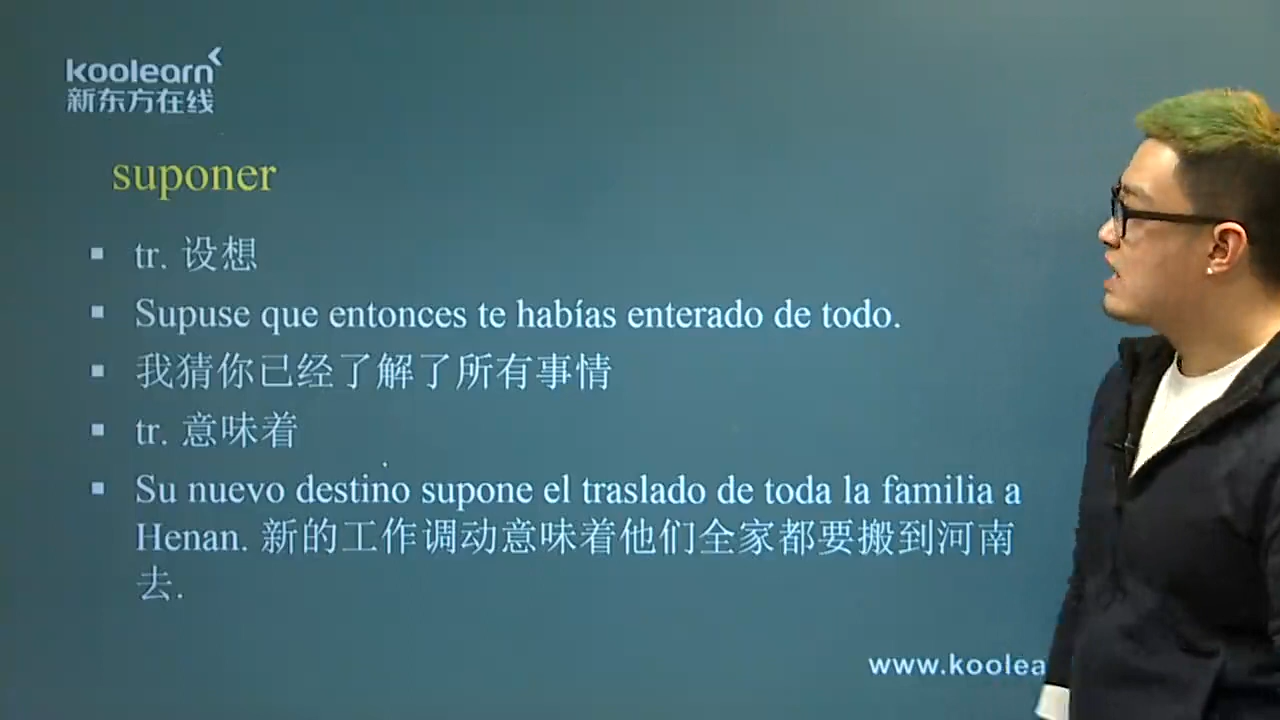 koolearn
新东方在线
suponer
tr. 设想
Supuse que entonces te habías enterado de todo.
我猜你已经了解了所有事情
tr. 意味着
Su nuevo destino supone el traslado de toda la familia a
Henan. 新的工作调动意味着他们全家都要搬到河南
去.
www.koolea